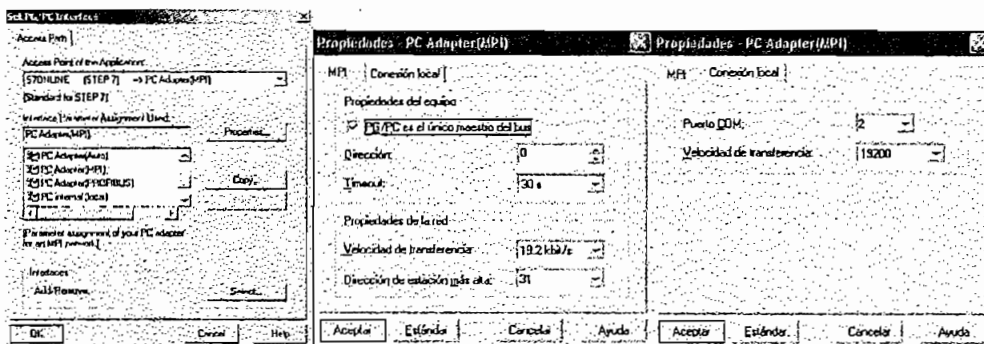 Set PG/PC Interface
Access Path
Access Point of the Application:
S7ONLINE (STEP 7) -> PC Adapter(MPI)
(Standard for STEP 7)
Interface Parameter Assignment Used:
PC Adapter(MPI)
Properties...
PC Adapter(Auto)
PC Adapter(MPI)
PC Adapter(PROFIBUS)
PC internal (local)
Copy...
(Parameter assignment of your PC adapter
for an MPI network)
Interfaces
Add/Remove:
Select...
OK
Cancel
Help
Propiedades - PC Adapter(MPI)
MPI
Conexión local
Propiedades del equipo
PG/PC es el único maestro del bus
Dirección:
0
Timeout:
30 s
Propiedades de la red
Velocidad de transferencia:
19.2 kbit/s
Dirección de estación más alta:
31
Aceptar
Estándar
Cancelar
Ayuda
Propiedades - PC Adapter(MPI)
MPI
Conexión local
Puerto COM:
2
Velocidad de transferencia:
19200
Aceptar
Estándar
Cancelar
Ayuda